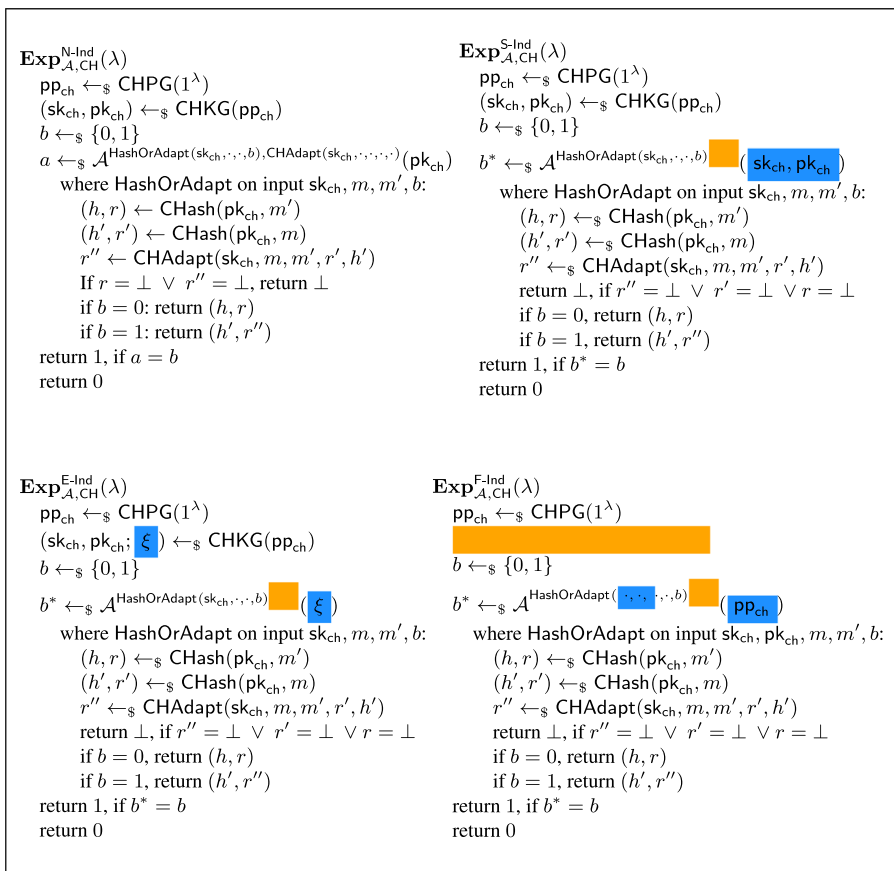 Exp^{N-Ind}_{𝒜,CH}(λ)
pp_ch ←_$ CHPG(1^λ)
(sk_ch, pk_ch) ←_$ CHKG(pp_ch)
b ←_$ {0, 1}
a ←_$ 𝒜^{HashOrAdapt(sk_ch,·,·,b),CHAdapt(sk_ch,·,·,·,·)}(pk_ch)
where HashOrAdapt on input sk_ch, m, m′, b:
(h, r) ← CHash(pk_ch, m′)
(h′, r′) ← CHash(pk_ch, m)
r″ ← CHAdapt(sk_ch, m, m′, r′, h′)
If r = ⊥ ∨ r″ = ⊥, return ⊥
if b = 0: return (h, r)
if b = 1: return (h′, r″)
return 1, if a = b
return 0
Exp^{S-Ind}_{𝒜,CH}(λ)
pp_ch ←_$ CHPG(1^λ)
(sk_ch, pk_ch) ←_$ CHKG(pp_ch)
b ←_$ {0, 1}
b* ←_$ 𝒜^{HashOrAdapt(sk_ch,·,·,b)}( sk_ch, pk_ch)
where HashOrAdapt on input sk_ch, m, m′, b:
(h, r) ←_$ CHash(pk_ch, m′)
(h′, r′) ←_$ CHash(pk_ch, m)
r″ ←_$ CHAdapt(sk_ch, m, m′, r′, h′)
return ⊥, if r″ = ⊥ ∨ r′ = ⊥ ∨ r = ⊥
if b = 0, return (h, r)
if b = 1, return (h′, r″)
return 1, if b* = b
return 0
Exp^{E-Ind}_{𝒜,CH}(λ)
pp_ch ←_$ CHPG(1^λ)
(sk_ch, pk_ch; ξ) ←_$ CHKG(pp_ch)
b ←_$ {0, 1}
b* ←_$ 𝒜^{HashOrAdapt(sk_ch,·,·,b)}( ξ )
where HashOrAdapt on input sk_ch, m, m′, b:
(h, r) ←_$ CHash(pk_ch, m′)
(h′, r′) ←_$ CHash(pk_ch, m)
r″ ←_$ CHAdapt(sk_ch, m, m′, r′, h′)
return ⊥, if r″ = ⊥ ∨ r′ = ⊥ ∨ r = ⊥
if b = 0, return (h, r)
if b = 1, return (h′, r″)
return 1, if b* = b
return 0
Exp^{F-Ind}_{𝒜,CH}(λ)
pp_ch ←_$ CHPG(1^λ)
b ←_$ {0, 1}
b* ←_$ 𝒜^{HashOrAdapt(·,·,·,·,b)}( pp_ch )
where HashOrAdapt on input sk_ch, pk_ch, m, m′, b:
(h, r) ←_$ CHash(pk_ch, m′)
(h′, r′) ←_$ CHash(pk_ch, m)
r″ ←_$ CHAdapt(sk_ch, m, m′, r′, h′)
return ⊥, if r″ = ⊥ ∨ r′ = ⊥ ∨ r = ⊥
if b = 0, return (h, r)
if b = 1, return (h′, r″)
return 1, if b* = b
return 0